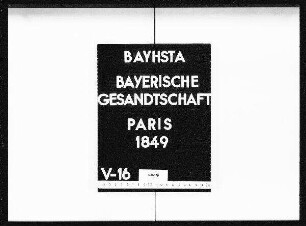 BAYHSTA
BAYERISCHE
GESANDTSCHAFT
PARIS
1849
V-16